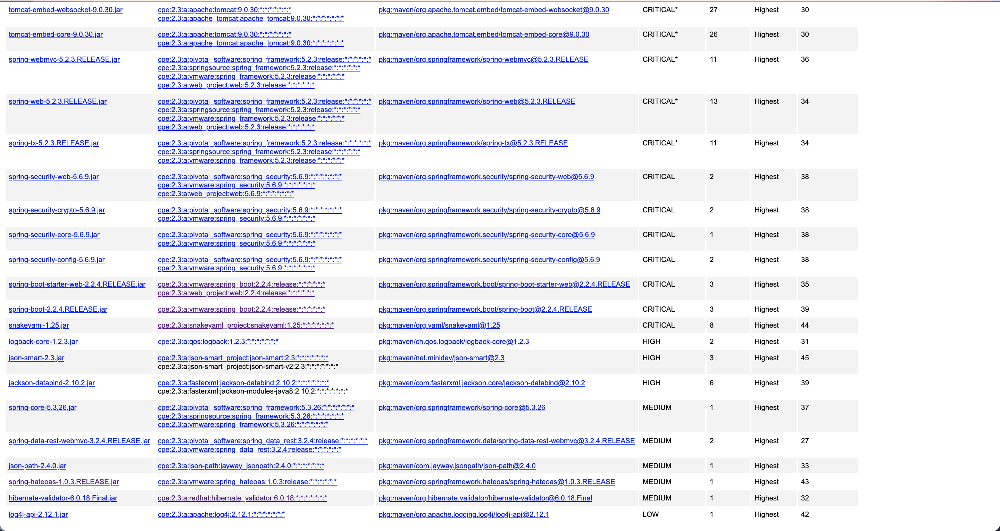 tomcat-embed-websocket-9.0.30.jar cpe:2.3:a:apache:tomcat:9.0.30:*:*:*:*:*:*:* pkg:maven/org.apache.tomcat.embed/tomcat-embed-websocket@9.0.30 CRITICAL* 27 Highest 30
cpe:2.3:a:apache_tomcat:apache_tomcat:9.0.30:*:*:*:*:*:*:*
tomcat-embed-core-9.0.30.jar cpe:2.3:a:apache:tomcat:9.0.30:*:*:*:*:*:*:* pkg:maven/org.apache.tomcat.embed/tomcat-embed-core@9.0.30 CRITICAL* 26 Highest 30
cpe:2.3:a:apache_tomcat:apache_tomcat:9.0.30:*:*:*:*:*:*:*
spring-webmvc-5.2.3.RELEASE.jar cpe:2.3:a:pivotal_software:spring_framework:5.2.3:release:*:*:*:*:*:* pkg:maven/org.springframework/spring-webmvc@5.2.3.RELEASE CRITICAL* 11 Highest 36
cpe:2.3:a:springsource:spring_framework:5.2.3:release:*:*:*:*:*:*
cpe:2.3:a:vmware:spring_framework:5.2.3:release:*:*:*:*:*:*
cpe:2.3:a:web_project:web:5.2.3:release:*:*:*:*:*:*
spring-web-5.2.3.RELEASE.jar cpe:2.3:a:pivotal_software:spring_framework:5.2.3:release:*:*:*:*:*:* pkg:maven/org.springframework/spring-web@5.2.3.RELEASE CRITICAL* 13 Highest 34
cpe:2.3:a:springsource:spring_framework:5.2.3:release:*:*:*:*:*:*
cpe:2.3:a:vmware:spring_framework:5.2.3:release:*:*:*:*:*:*
cpe:2.3:a:web_project:web:5.2.3:release:*:*:*:*:*:*
spring-tx-5.2.3.RELEASE.jar cpe:2.3:a:pivotal_software:spring_framework:5.2.3:release:*:*:*:*:*:* pkg:maven/org.springframework/spring-tx@5.2.3.RELEASE CRITICAL* 11 Highest 34
cpe:2.3:a:springsource:spring_framework:5.2.3:release:*:*:*:*:*:*
cpe:2.3:a:vmware:spring_framework:5.2.3:release:*:*:*:*:*:*
spring-security-web-5.6.9.jar cpe:2.3:a:pivotal_software:spring_security:5.6.9:*:*:*:*:*:*:* pkg:maven/org.springframework.security/spring-security-web@5.6.9 CRITICAL 2 Highest 38
cpe:2.3:a:vmware:spring_security:5.6.9:*:*:*:*:*:*:*
cpe:2.3:a:web_project:web:5.6.9:*:*:*:*:*:*:*
spring-security-crypto-5.6.9.jar cpe:2.3:a:pivotal_software:spring_security:5.6.9:*:*:*:*:*:*:* pkg:maven/org.springframework.security/spring-security-crypto@5.6.9 CRITICAL 2 Highest 38
cpe:2.3:a:vmware:spring_security:5.6.9:*:*:*:*:*:*:*
spring-security-core-5.6.9.jar cpe:2.3:a:pivotal_software:spring_security:5.6.9:*:*:*:*:*:*:* pkg:maven/org.springframework.security/spring-security-core@5.6.9 CRITICAL 1 Highest 38
cpe:2.3:a:vmware:spring_security:5.6.9:*:*:*:*:*:*:*
spring-security-config-5.6.9.jar cpe:2.3:a:pivotal_software:spring_security:5.6.9:*:*:*:*:*:*:* pkg:maven/org.springframework.security/spring-security-config@5.6.9 CRITICAL 2 Highest 38
cpe:2.3:a:vmware:spring_security:5.6.9:*:*:*:*:*:*:*
spring-boot-starter-web-2.2.4.RELEASE.jar cpe:2.3:a:vmware:spring_boot:2.2.4:release:*:*:*:*:*:* pkg:maven/org.springframework.boot/spring-boot-starter-web@2.2.4.RELEASE CRITICAL 3 Highest 35
cpe:2.3:a:web_project:web:2.2.4:release:*:*:*:*:*:*
spring-boot-2.2.4.RELEASE.jar cpe:2.3:a:vmware:spring_boot:2.2.4:release:*:*:*:*:*:* pkg:maven/org.springframework.boot/spring-boot@2.2.4.RELEASE CRITICAL 3 Highest 39
snakeyaml-1.25.jar cpe:2.3:a:snakeyaml_project:snakeyaml:1.25:*:*:*:*:*:*:* pkg:maven/org.yaml/snakeyaml@1.25 CRITICAL 8 Highest 44
logback-core-1.2.3.jar cpe:2.3:a:qos:logback:1.2.3:*:*:*:*:*:*:* pkg:maven/ch.qos.logback/logback-core@1.2.3 HIGH 2 Highest 31
json-smart-2.3.jar cpe:2.3:a:json-smart_project:json-smart:2.3:*:*:*:*:*:*:* pkg:maven/net.minidev/json-smart@2.3 HIGH 3 Highest 45
cpe:2.3:a:json-smart_project:json-smart-v2:2.3:*:*:*:*:*:*:*
jackson-databind-2.10.2.jar cpe:2.3:a:fasterxml:jackson-databind:2.10.2:*:*:*:*:*:*:* pkg:maven/com.fasterxml.jackson.core/jackson-databind@2.10.2 HIGH 6 Highest 39
cpe:2.3:a:fasterxml:jackson-modules-java8:2.10.2:*:*:*:*:*:*:*
spring-core-5.3.26.jar cpe:2.3:a:pivotal_software:spring_framework:5.3.26:*:*:*:*:*:*:* pkg:maven/org.springframework/spring-core@5.3.26 MEDIUM 1 Highest 37
cpe:2.3:a:springsource:spring_framework:5.3.26:*:*:*:*:*:*:*
cpe:2.3:a:vmware:spring_framework:5.3.26:*:*:*:*:*:*:*
spring-data-rest-webmvc-3.2.4.RELEASE.jar cpe:2.3:a:pivotal_software:spring_data_rest:3.2.4:release:*:*:*:*:*:* pkg:maven/org.springframework.data/spring-data-rest-webmvc@3.2.4.RELEASE MEDIUM 2 Highest 27
cpe:2.3:a:vmware:spring_data_rest:3.2.4:release:*:*:*:*:*:*
json-path-2.4.0.jar cpe:2.3:a:json-path:jayway_jsonpath:2.4.0:*:*:*:*:*:*:* pkg:maven/com.jayway.jsonpath/json-path@2.4.0 MEDIUM 1 Highest 33
spring-hateoas-1.0.3.RELEASE.jar cpe:2.3:a:vmware:spring_hateoas:1.0.3:release:*:*:*:*:*:* pkg:maven/org.springframework.hateoas/spring-hateoas@1.0.3.RELEASE MEDIUM 1 Highest 43
hibernate-validator-6.0.18.Final.jar cpe:2.3:a:redhat:hibernate_validator:6.0.18:*:*:*:*:*:*:* pkg:maven/org.hibernate.validator/hibernate-validator@6.0.18.Final MEDIUM 1 Highest 32
log4j-api-2.12.1.jar cpe:2.3:a:apache:log4j:2.12.1:*:*:*:*:*:*:* pkg:maven/org.apache.logging.log4j/log4j-api@2.12.1 LOW 1 Highest 42